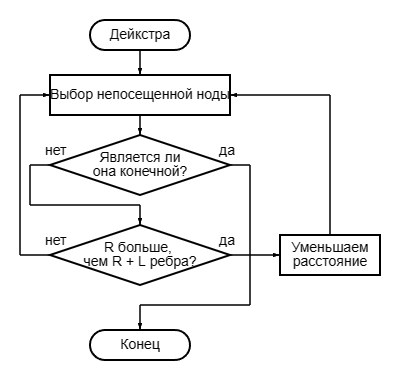 Дейкстра
Выбор непосещенной ноды
Является ли
она конечной?
нет
да
R больше,
чем R + L ребра?
нет
да
Уменьшаем
расстояние
Конец